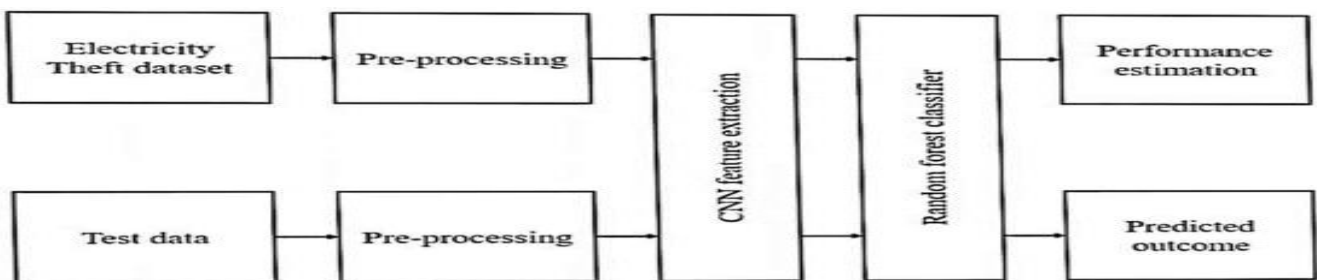 Electricity
Theft dataset
Pre-processing
CNN feature extraction
Random forest classifier
Performance
estimation
Test data
Pre-processing
Predicted
outcome